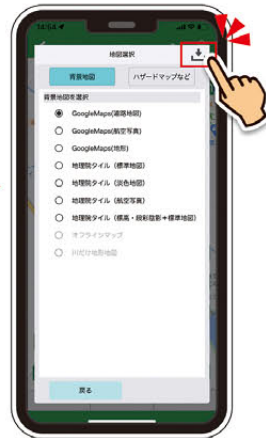 14:54
地図選択
背景地図
ハザードマップなど
背景地図を選択
GoogleMaps(道路地図)
GoogleMaps(航空写真)
GoogleMaps(地形)
地理院タイル（標準地図）
地理院タイル（淡色地図）
地理院タイル（航空写真）
地理院タイル（標高・段彩陰影+標準地図）
オフラインマップ
川だけ地形地図
戻る